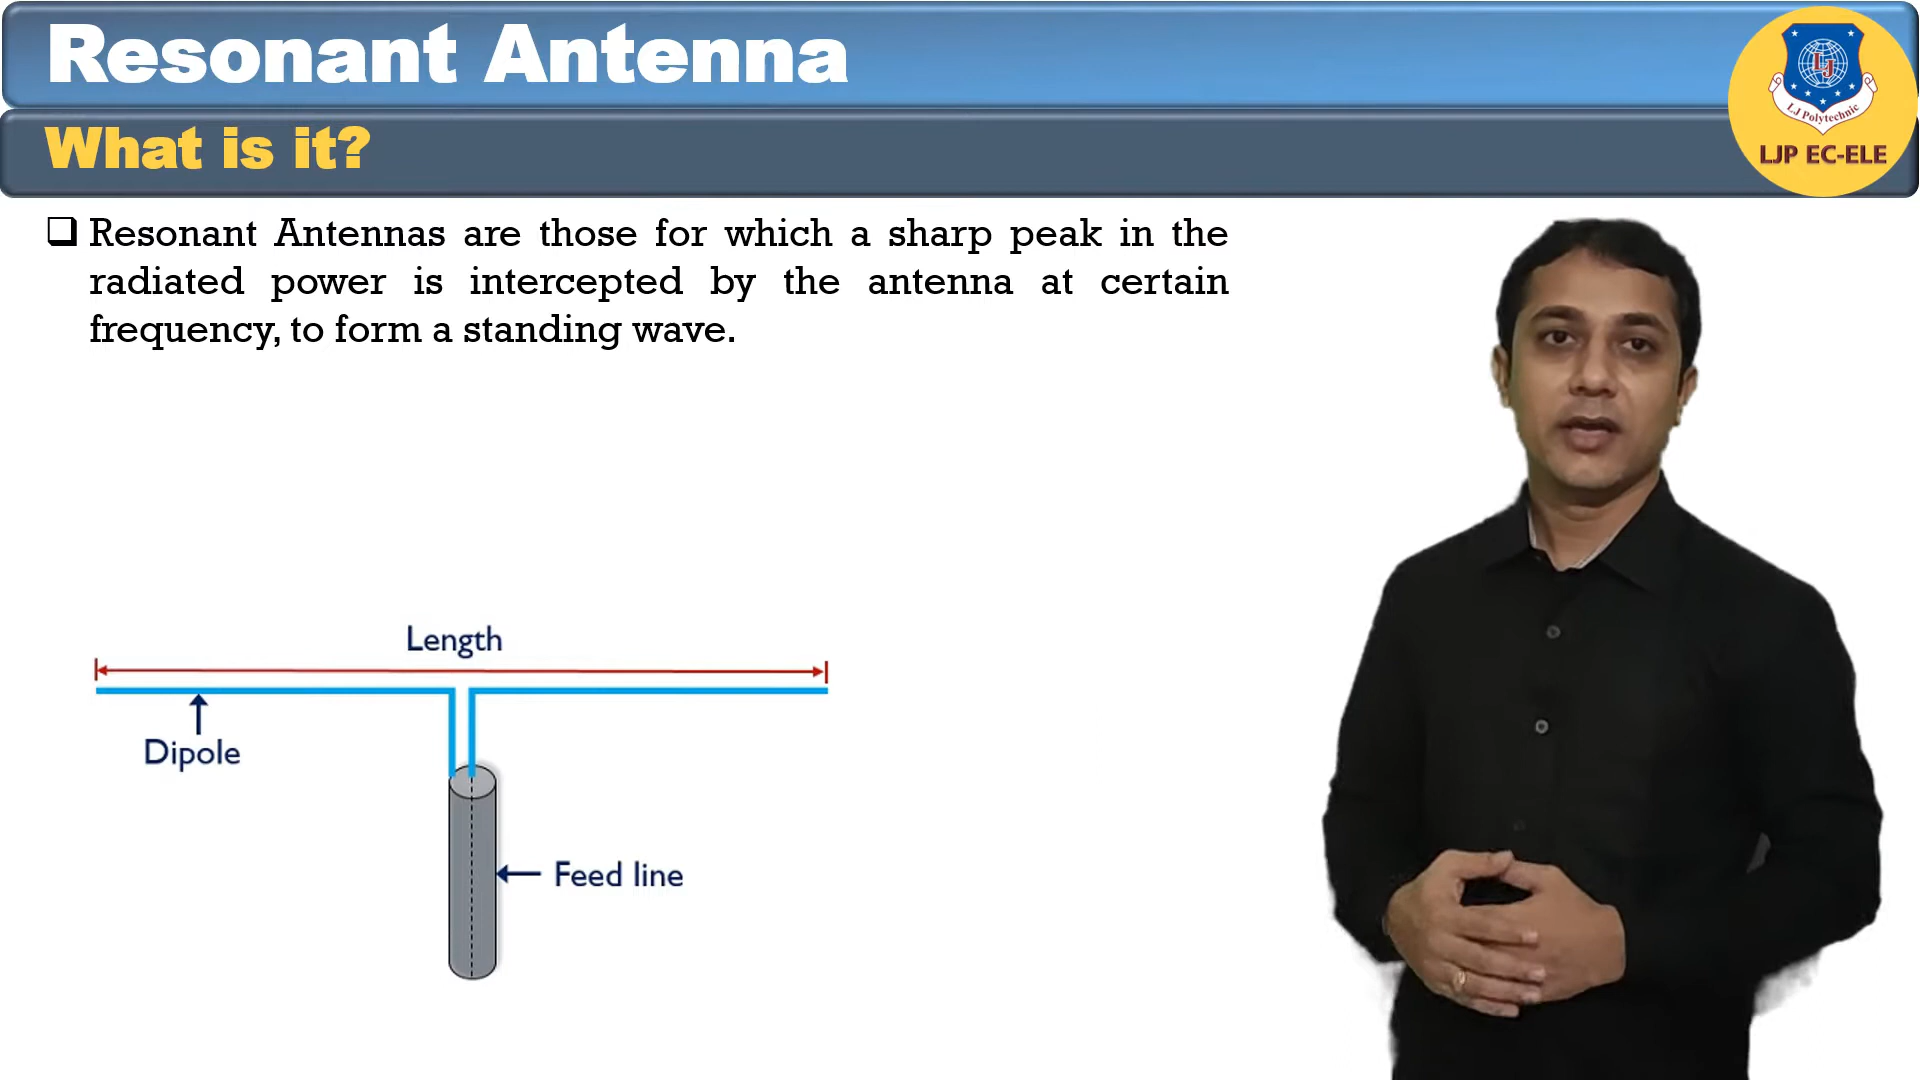 Resonant Antenna
What is it?
LJ
LJ Polytechnic
LJP EC-ELE
Resonant Antennas are those for which a sharp peak in the
radiated power is intercepted by the antenna at certain
frequency, to form a standing wave.
Length
Dipole
Feed line